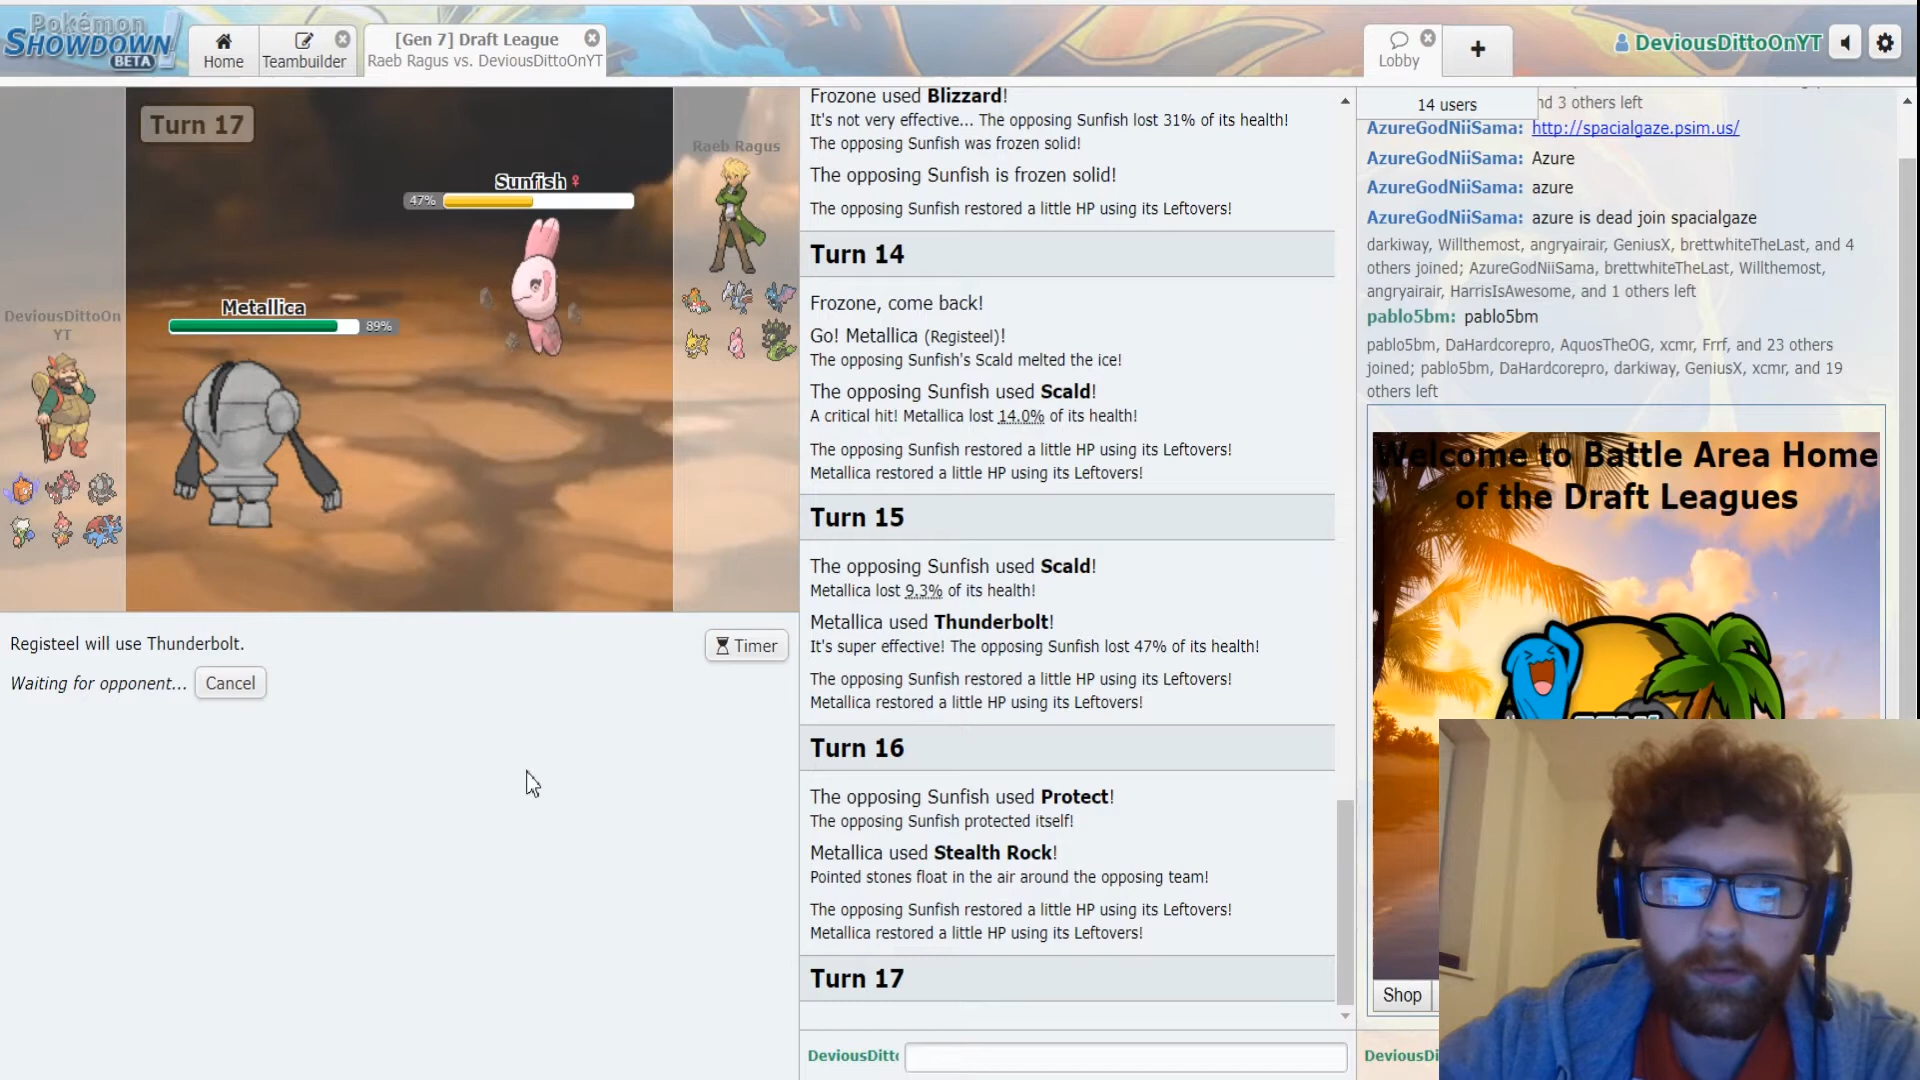 Pokémon
SHOWDOWN!
BETA
Home
Teambuilder
[Gen 7] Draft League
Raeb Ragus vs. DeviousDittoOnYT
Lobby
+
DeviousDittoOnYT
Turn 17
Raeb Ragus
Sunfish ♀
47%
Metallica
89%
DeviousDittoOn
YT
Registeel will use Thunderbolt.
Timer
Waiting for opponent...
Cancel
Frozone used Blizzard!
It's not very effective... The opposing Sunfish lost 31% of its health!
The opposing Sunfish was frozen solid!
The opposing Sunfish is frozen solid!
The opposing Sunfish restored a little HP using its Leftovers!
Turn 14
Frozone, come back!
Go! Metallica (Registeel)!
The opposing Sunfish's Scald melted the ice!
The opposing Sunfish used Scald!
A critical hit! Metallica lost 14.0% of its health!
The opposing Sunfish restored a little HP using its Leftovers!
Metallica restored a little HP using its Leftovers!
Turn 15
The opposing Sunfish used Scald!
Metallica lost 9.3% of its health!
Metallica used Thunderbolt!
It's super effective! The opposing Sunfish lost 47% of its health!
The opposing Sunfish restored a little HP using its Leftovers!
Metallica restored a little HP using its Leftovers!
Turn 16
The opposing Sunfish used Protect!
The opposing Sunfish protected itself!
Metallica used Stealth Rock!
Pointed stones float in the air around the opposing team!
The opposing Sunfish restored a little HP using its Leftovers!
Metallica restored a little HP using its Leftovers!
Turn 17
DeviousDitt
14 users
nd 3 others left
AzureGodNiiSama: http://spacialgaze.psim.us/
AzureGodNiiSama: Azure
AzureGodNiiSama: azure
AzureGodNiiSama: azure is dead join spacialgaze
darkiway, Willthemost, angryairair, GeniusX, brettwhiteTheLast, and 4
others joined; AzureGodNiiSama, brettwhiteTheLast, Willthemost,
angryairair, HarrisIsAwesome, and 1 others left
pablo5bm: pablo5bm
pablo5bm, DaHardcorepro, AquosTheOG, xcmr, Frrf, and 23 others
joined; pablo5bm, DaHardcorepro, darkiway, GeniusX, xcmr, and 19
others left
Welcome to Battle Area Home
of the Draft Leagues
Shop
DeviousDi